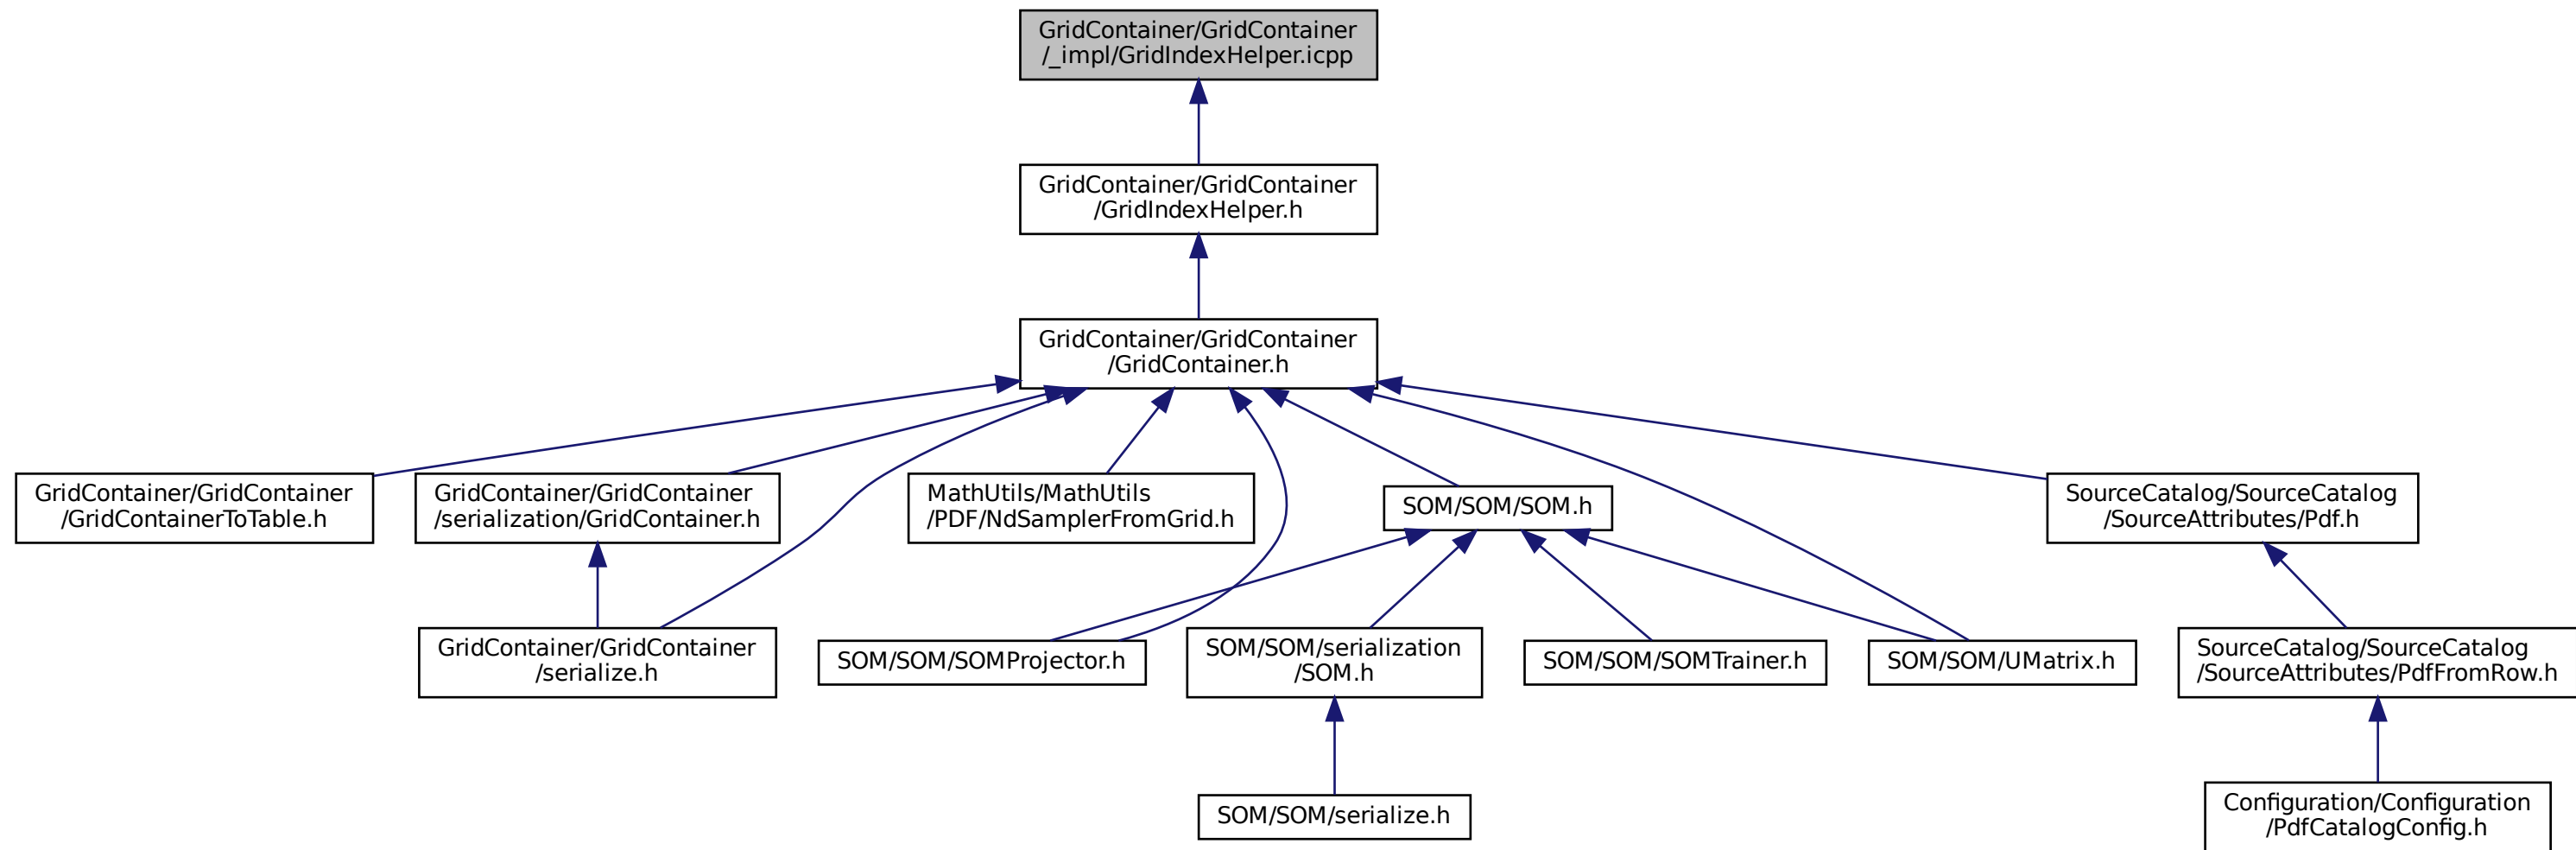 GridContainer/GridContainer
/_impl/GridIndexHelper.icpp
GridContainer/GridContainer
/GridIndexHelper.h
GridContainer/GridContainer
/GridContainer.h
GridContainer/GridContainer
/GridContainerToTable.h
GridContainer/GridContainer
/serialization/GridContainer.h
MathUtils/MathUtils
/PDF/NdSamplerFromGrid.h
SOM/SOM/SOM.h
SourceCatalog/SourceCatalog
/SourceAttributes/Pdf.h
GridContainer/GridContainer
/serialize.h
SOM/SOM/SOMProjector.h
SOM/SOM/serialization
/SOM.h
SOM/SOM/SOMTrainer.h
SOM/SOM/UMatrix.h
SourceCatalog/SourceCatalog
/SourceAttributes/PdfFromRow.h
SOM/SOM/serialize.h
Configuration/Configuration
/PdfCatalogConfig.h